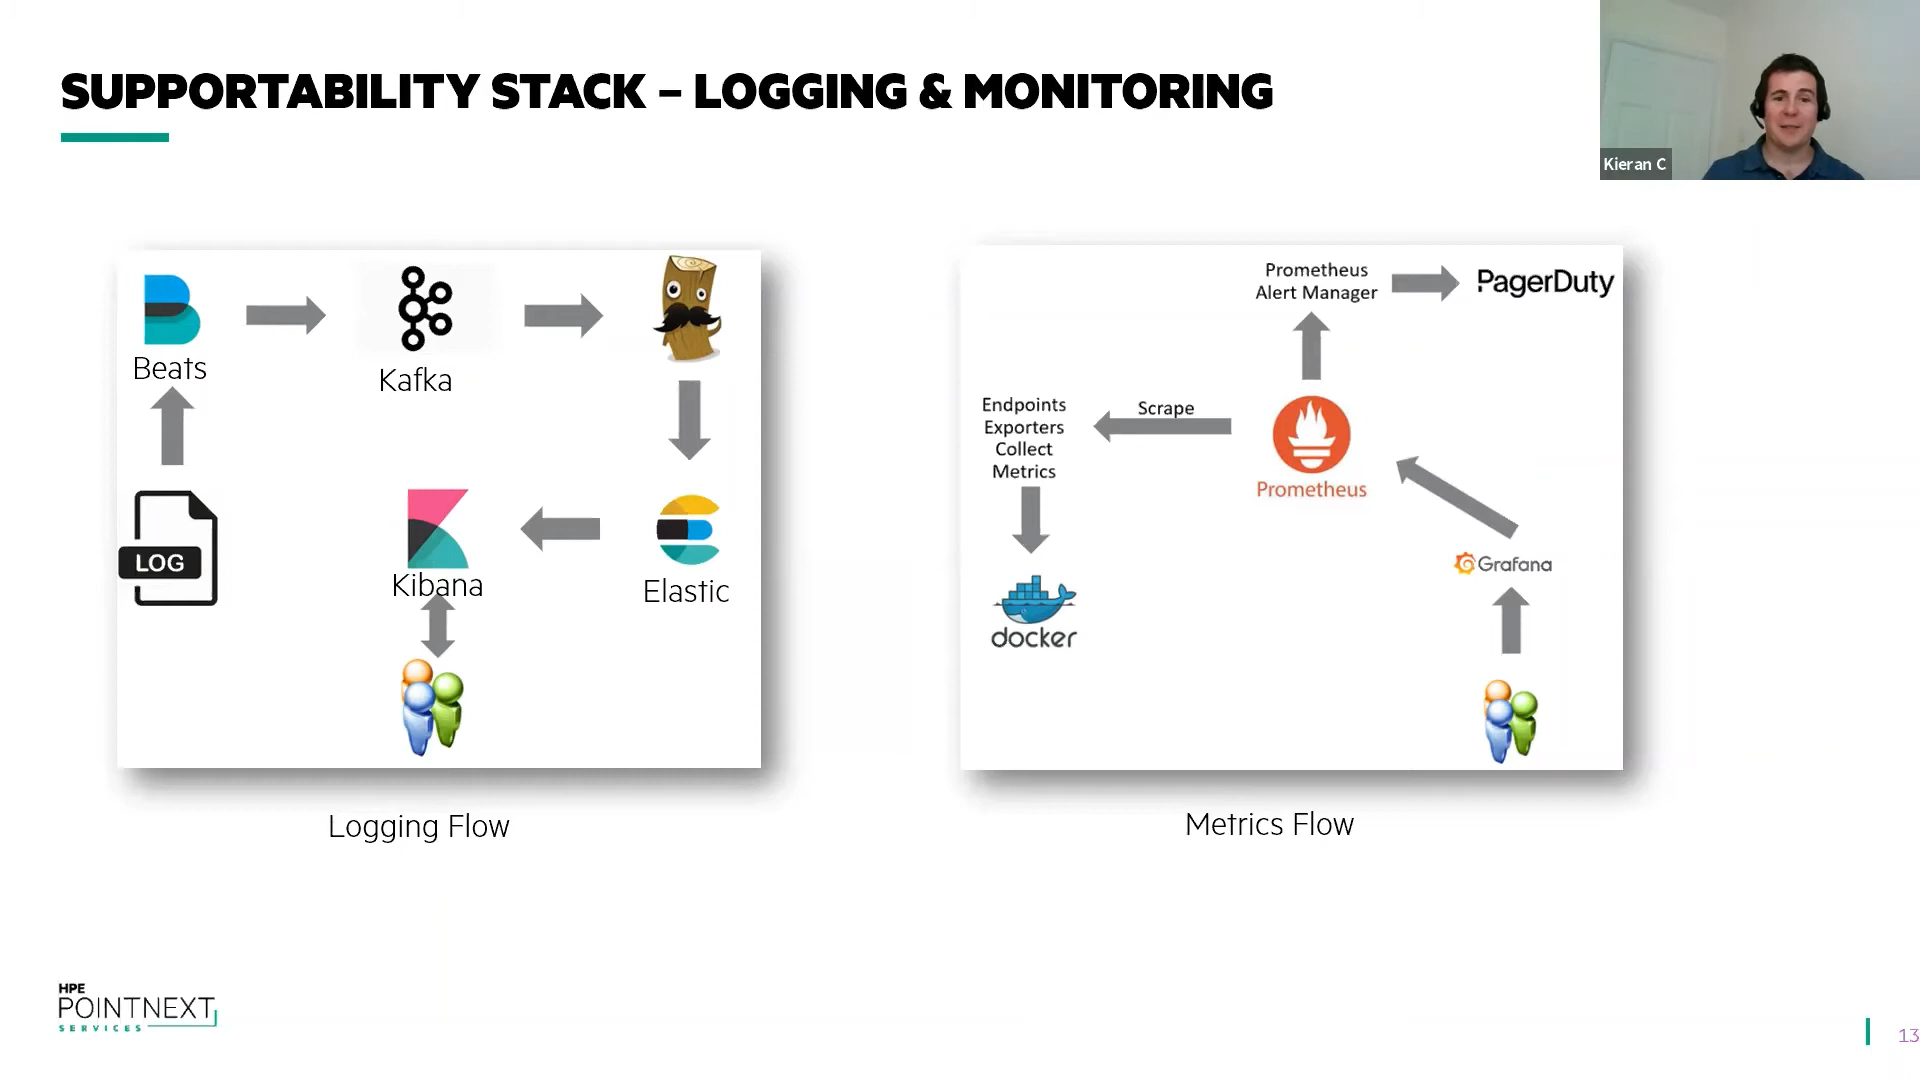 SUPPORTABILITY STACK – LOGGING & MONITORING
Kieran C
Beats
Kafka
LOG
Kibana
Elastic
Logging Flow
Prometheus
Alert Manager
PagerDuty
Endpoints
Exporters
Collect
Metrics
Scrape
Prometheus
Grafana
docker
Metrics Flow
HPE
POINTNEXT
SERVICES
13